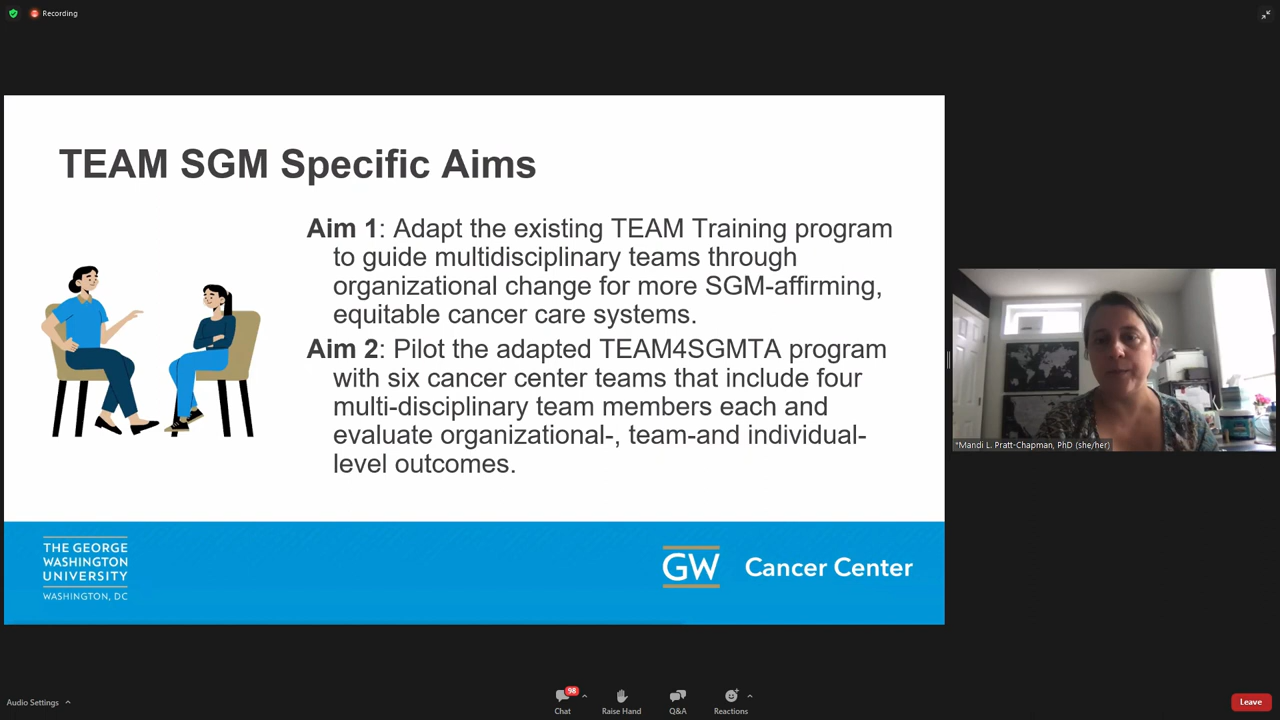 Recording
TEAM SGM Specific Aims
Aim 1: Adapt the existing TEAM Training program
to guide multidisciplinary teams through
organizational change for more SGM-affirming,
equitable cancer care systems.
Aim 2: Pilot the adapted TEAM4SGMTA program
with six cancer center teams that include four
multi-disciplinary team members each and
evaluate organizational-, team-and individual-
level outcomes.
THE GEORGE
WASHINGTON
UNIVERSITY
WASHINGTON, DC
GW Cancer Center
*Mandi L. Pratt-Chapman, PhD (she/her)
Audio Settings
98
Chat
Raise Hand
Q&A
Reactions
Leave